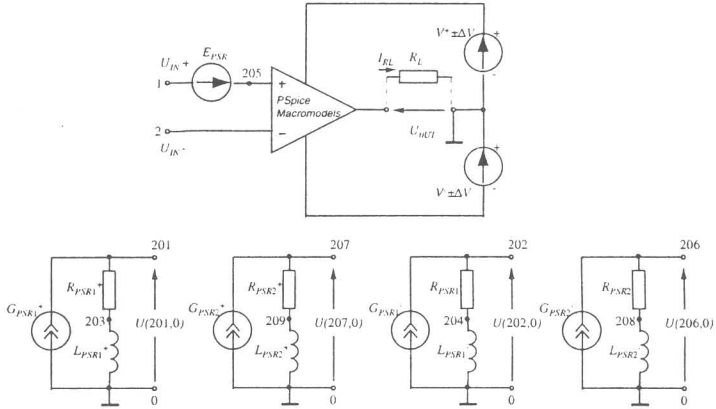 V⁺ ±ΔV
+
-
U_IN+
E_PSR
205
1
+
PSpice
Macromodels
-
2
U_IN-
I_RL
R_L
U_OUT
+
V⁻ ±ΔV
-
201
R_PSR1⁺
G_PSR1⁺
203
U(201,0)
L_PSR1⁺
0
207
R_PSR2⁺
G_PSR2⁺
209
U(207,0)
L_PSR2⁺
0
202
R_PSR1⁻
G_PSR1⁻
204
U(202,0)
L_PSR1⁻
0
206
R_PSR2⁻
G_PSR2⁻
208
U(206,0)
L_PSR2⁻
0